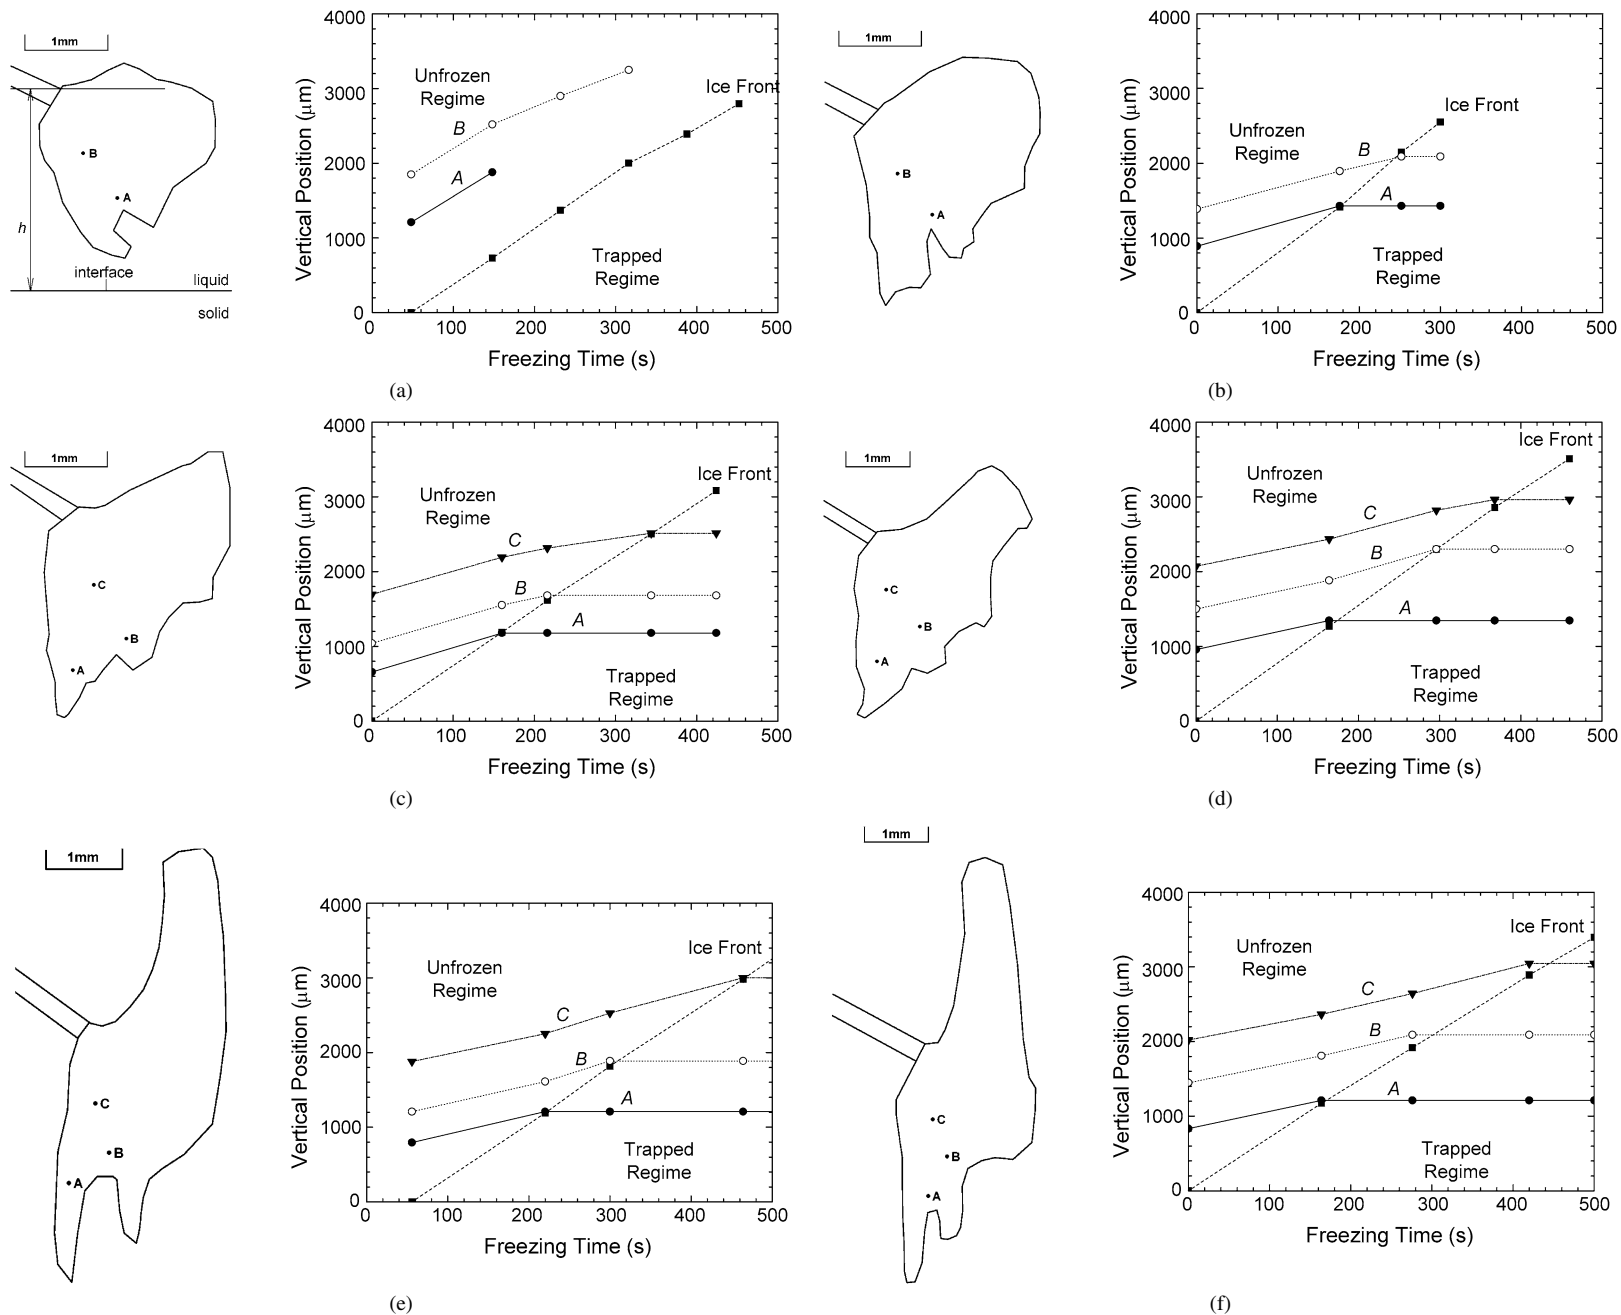 1mm
B
A
h
interface
liquid
solid
4000
3000
2000
1000
0
0 100 200 300 400 500
Vertical Position (μm)
Freezing Time (s)
Unfrozen
Regime
Ice Front
B
A
Trapped
Regime
(a)
1mm
B
A
4000
3000
2000
1000
0
0 100 200 300 400 500
Vertical Position (μm)
Freezing Time (s)
Unfrozen
Regime
Ice Front
B
A
Trapped
Regime
(b)
1mm
C
B
A
4000
3000
2000
1000
0
0 100 200 300 400 500
Vertical Position (μm)
Freezing Time (s)
Unfrozen
Regime
Ice Front
C
B
A
Trapped
Regime
(c)
1mm
C
B
A
4000
3000
2000
1000
0
0 100 200 300 400 500
Vertical Position (μm)
Freezing Time (s)
Ice Front
Unfrozen
Regime
C
B
A
Trapped
Regime
(d)
1mm
C
B
A
4000
3000
2000
1000
0
0 100 200 300 400 500
Vertical Position (μm)
Freezing Time (s)
Ice Front
Unfrozen
Regime
C
B
A
Trapped
Regime
(e)
1mm
C
B
A
4000
3000
2000
1000
0
0 100 200 300 400 500
Vertical Position (μm)
Freezing Time (s)
Ice Front
Unfrozen
Regime
C
B
A
Trapped
Regime
(f)